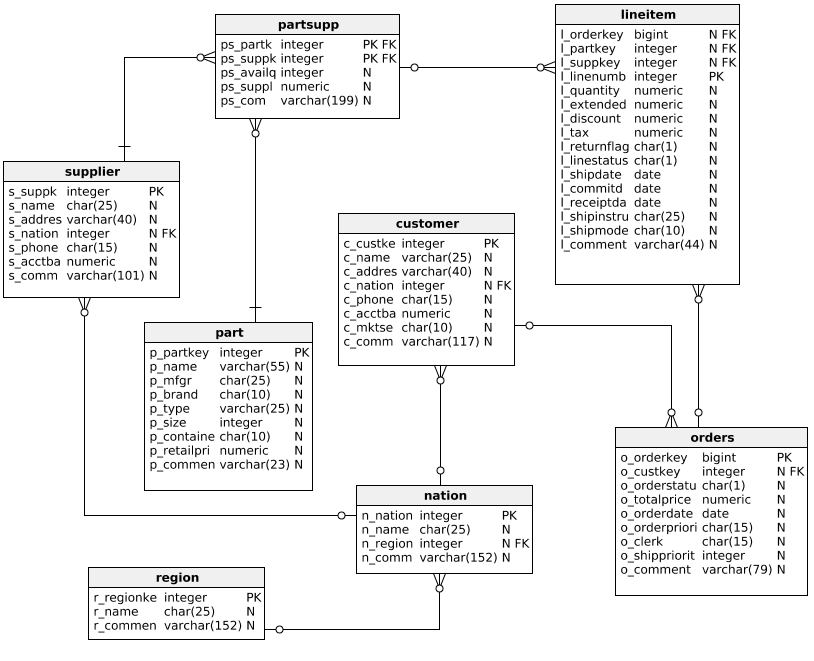 partsupp
ps_partk integer PK FK
ps_suppk integer PK FK
ps_availq integer N
ps_suppl numeric N
ps_com varchar(199) N
lineitem
l_orderkey bigint N FK
l_partkey integer N FK
l_suppkey integer N FK
l_linenumb integer PK
l_quantity numeric N
l_extended numeric N
l_discount numeric N
l_tax numeric N
l_returnflag char(1) N
l_linestatus char(1) N
l_shipdate date N
l_commitd date N
l_receiptda date N
l_shipinstru char(25) N
l_shipmode char(10) N
l_comment varchar(44) N
supplier
s_suppk integer PK
s_name char(25) N
s_addres varchar(40) N
s_nation integer N FK
s_phone char(15) N
s_acctba numeric N
s_comm varchar(101) N
customer
c_custke integer PK
c_name varchar(25) N
c_addres varchar(40) N
c_nation integer N FK
c_phone char(15) N
c_acctba numeric N
c_mktse char(10) N
c_comm varchar(117) N
part
p_partkey integer PK
p_name varchar(55) N
p_mfgr char(25) N
p_brand char(10) N
p_type varchar(25) N
p_size integer N
p_containe char(10) N
p_retailpri numeric N
p_commen varchar(23) N
orders
o_orderkey bigint PK
o_custkey integer N FK
o_orderstatu char(1) N
o_totalprice numeric N
o_orderdate date N
o_orderpriori char(15) N
o_clerk char(15) N
o_shippriorit integer N
o_comment varchar(79) N
nation
n_nation integer PK
n_name char(25) N
n_region integer N FK
n_comm varchar(152) N
region
r_regionke integer PK
r_name char(25) N
r_commen varchar(152) N